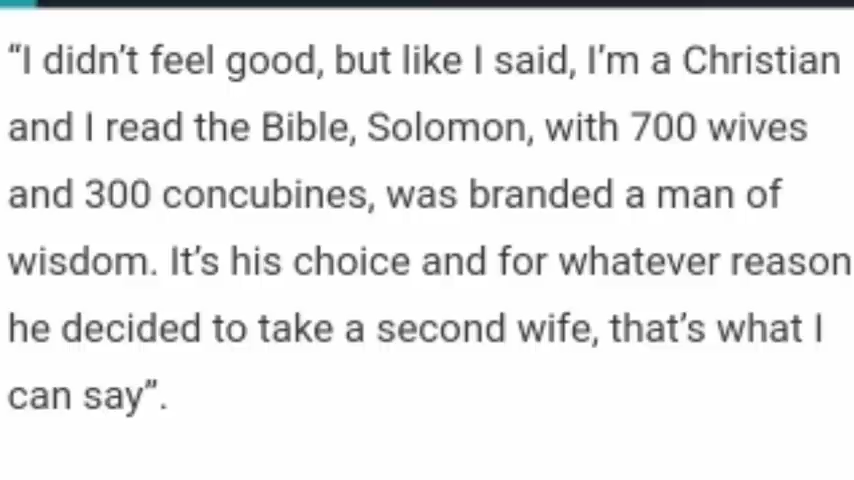 “I didn’t feel good, but like I said, I’m a Christian
and I read the Bible, Solomon, with 700 wives
and 300 concubines, was branded a man of
wisdom. It’s his choice and for whatever reason
he decided to take a second wife, that’s what I
can say”.